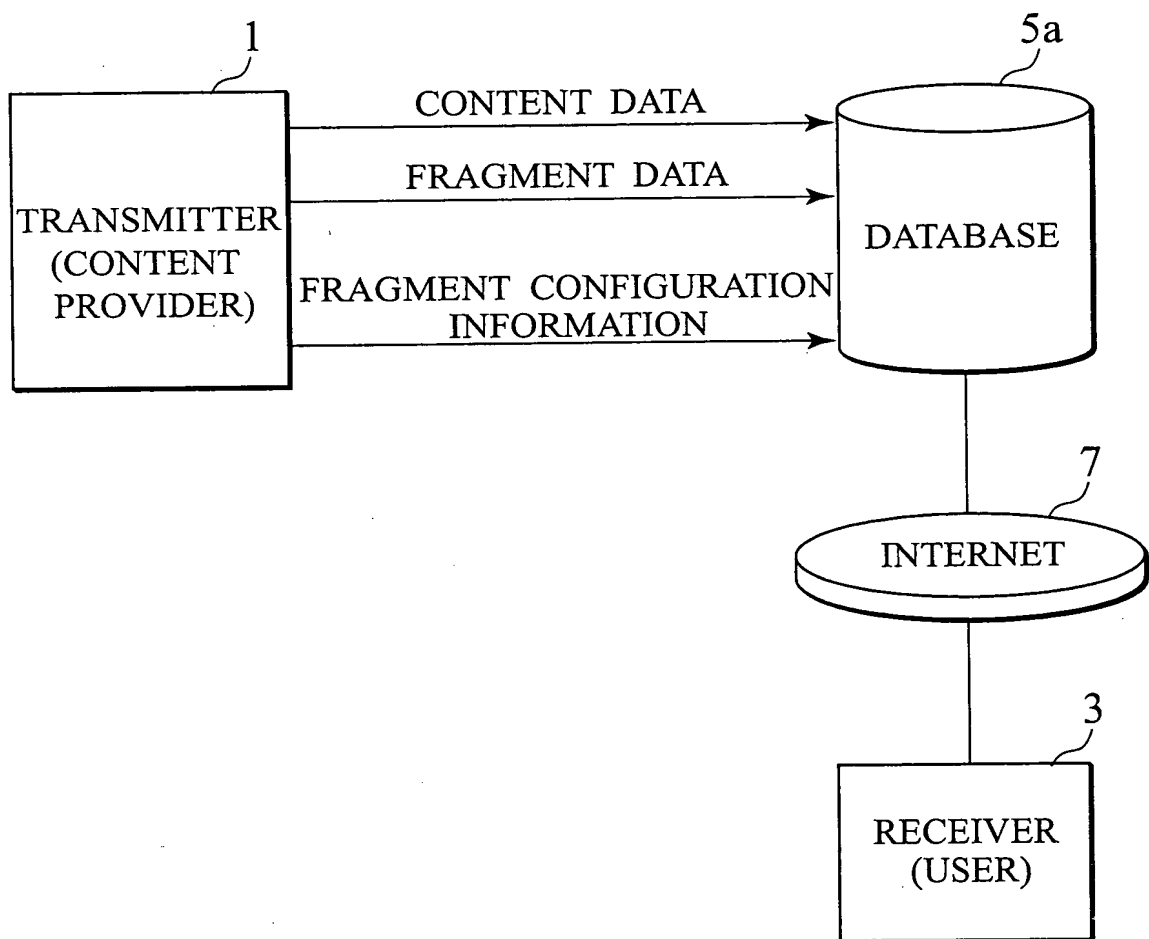 1
5a
CONTENT DATA
FRAGMENT DATA
TRANSMITTER
(CONTENT
PROVIDER)
DATABASE
FRAGMENT CONFIGURATION
INFORMATION
7
INTERNET
3
RECEIVER
(USER)